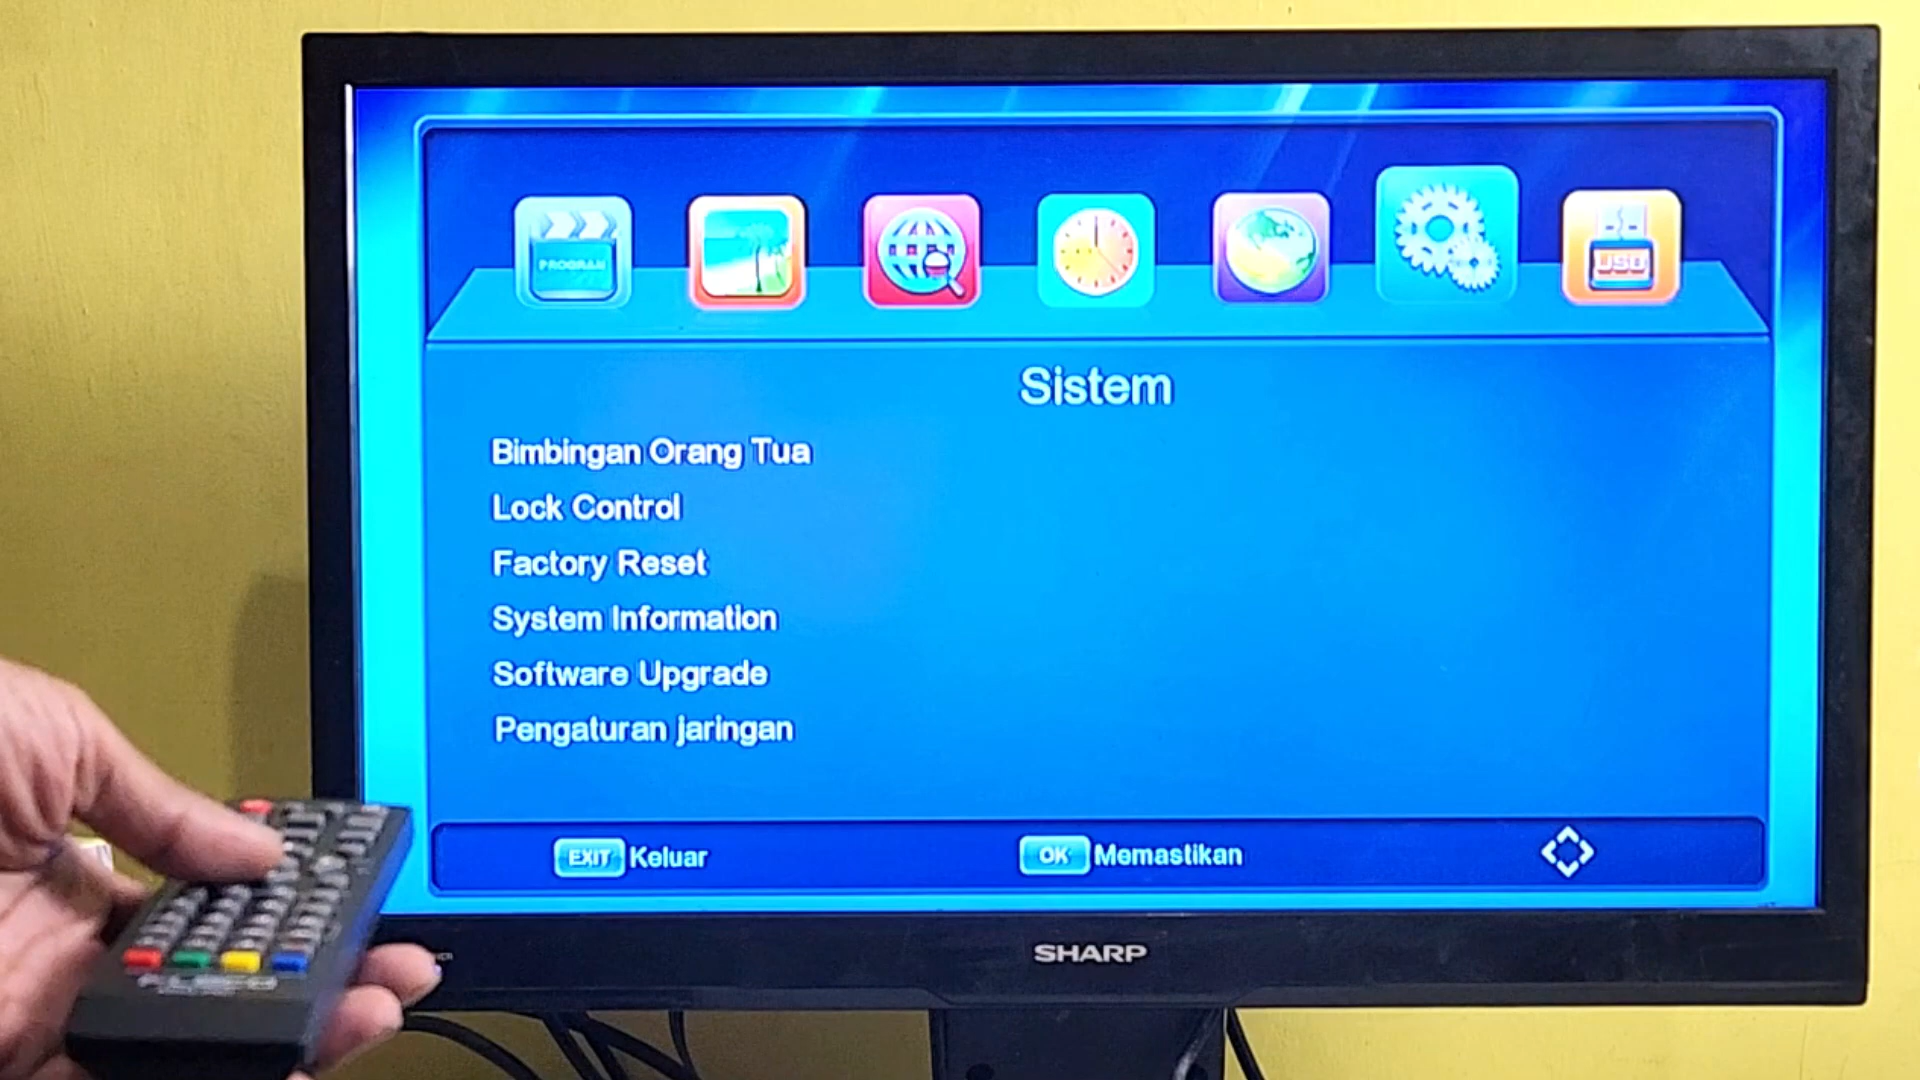 PROGRAM
USB
Sistem
Bimbingan Orang Tua
Lock Control
Factory Reset
System Information
Software Upgrade
Pengaturan jaringan
EXIT Keluar
OK Memastikan
SHARP